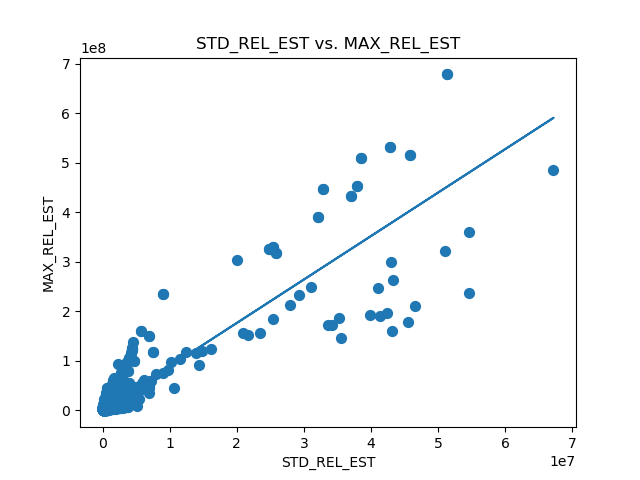 STD_REL_EST vs. MAX_REL_EST
1e8
7
6
5
4
3
2
1
0
MAX_REL_EST
0 1 2 3 4 5 6 7
STD_REL_EST
1e7